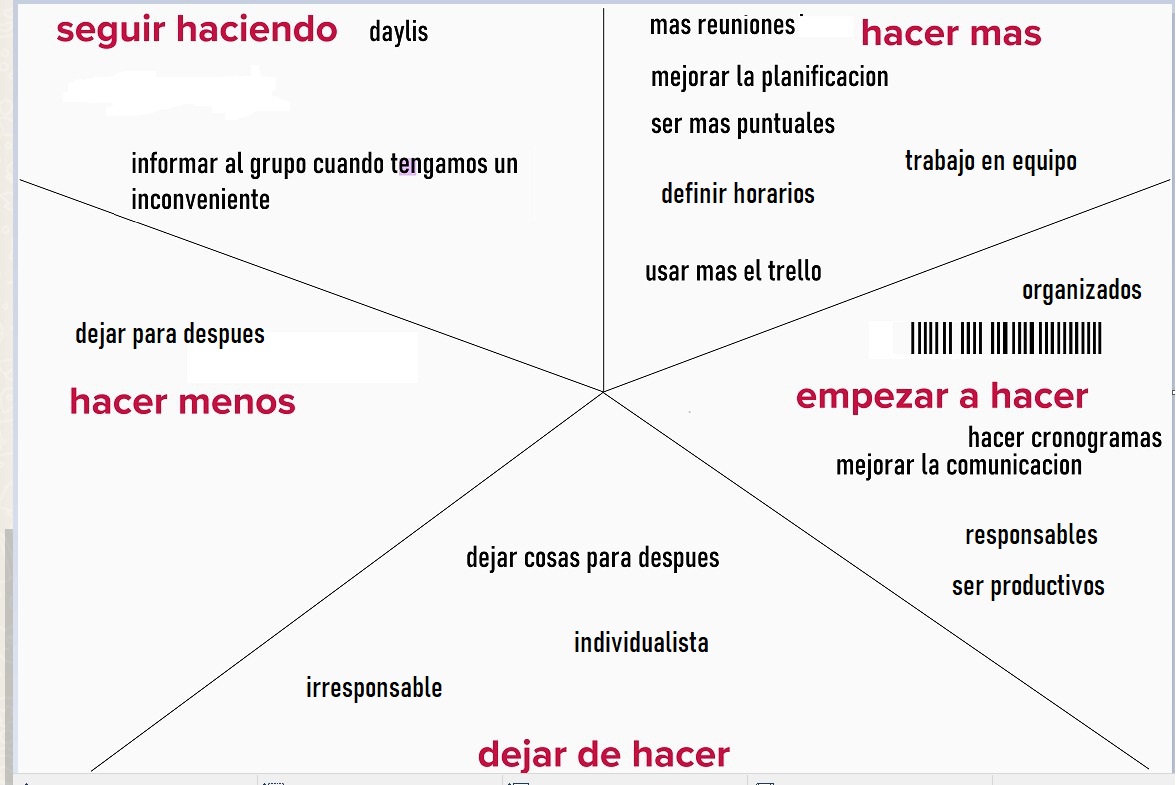 seguir haciendo
daylis
informar al grupo cuando tengamos un
inconveniente
mas reuniones
hacer mas
mejorar la planificacion
ser mas puntuales
trabajo en equipo
definir horarios
usar mas el trello
dejar para despues
hacer menos
organizados
empezar a hacer
hacer cronogramas
mejorar la comunicacion
responsables
ser productivos
dejar cosas para despues
individualista
irresponsable
dejar de hacer